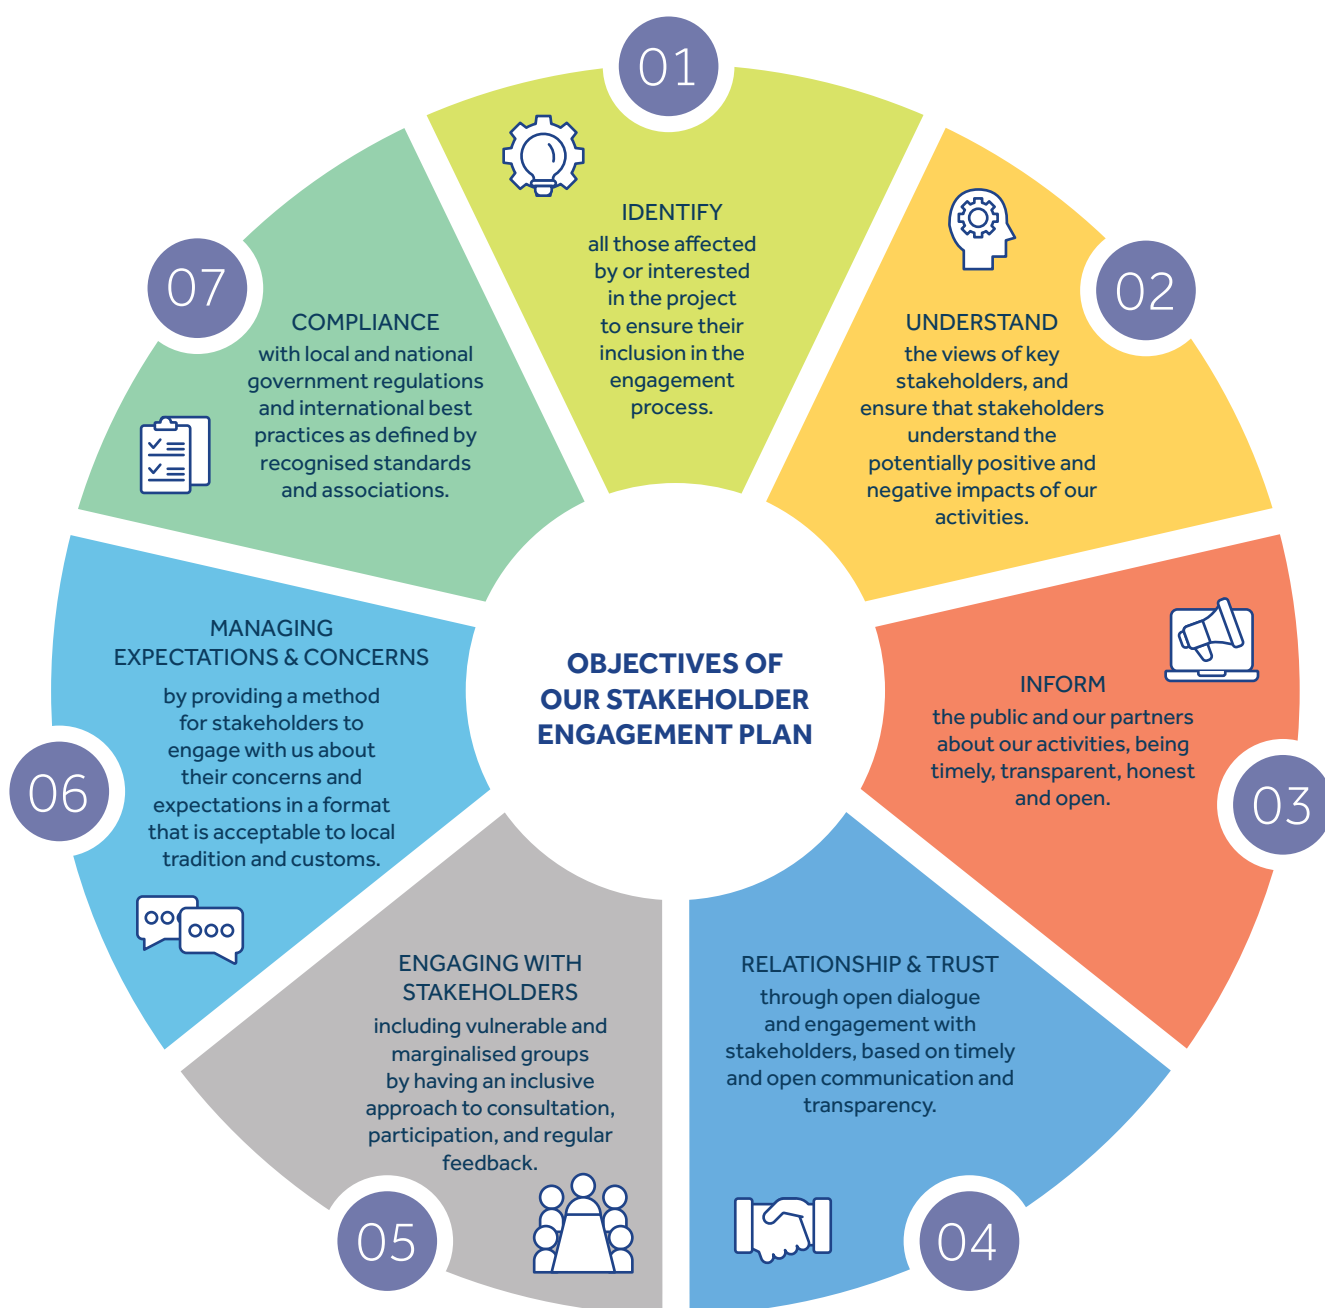 OBJECTIVES OF
OUR STAKEHOLDER
ENGAGEMENT PLAN
01
IDENTIFY
all those affected
by or interested
in the project
to ensure their
inclusion in the
engagement
process.
02
UNDERSTAND
the views of key
stakeholders, and
ensure that stakeholders
understand the
potentially positive and
negative impacts of our
activities.
03
INFORM
the public and our partners
about our activities, being
timely, transparent, honest
and open.
04
RELATIONSHIP & TRUST
through open dialogue
and engagement with
stakeholders, based on timely
and open communication and
transparency.
05
ENGAGING WITH
STAKEHOLDERS
including vulnerable and
marginalised groups
by having an inclusive
approach to consultation,
participation, and regular
feedback.
06
MANAGING
EXPECTATIONS & CONCERNS
by providing a method
for stakeholders to
engage with us about
their concerns and
expectations in a format
that is acceptable to local
tradition and customs.
07
COMPLIANCE
with local and national
government regulations
and international best
practices as defined by
recognised standards
and associations.